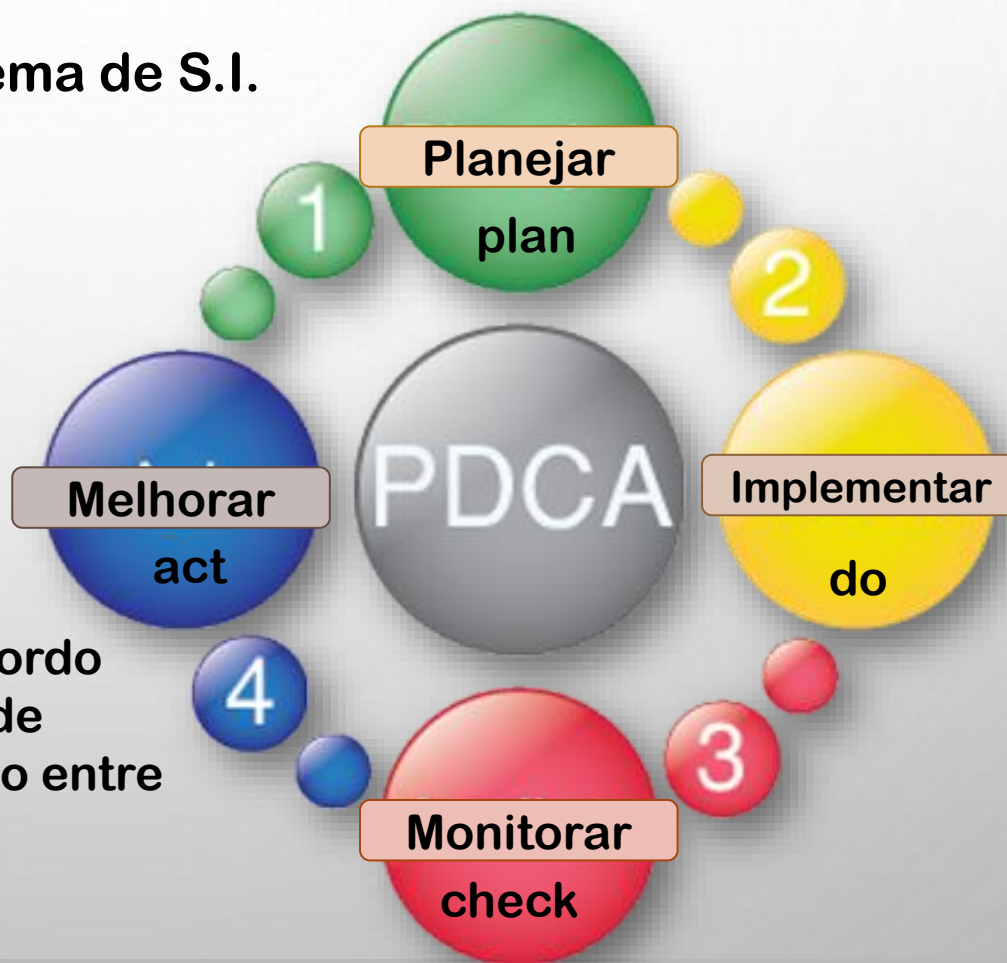 ema de S.I.
Planejar
plan
1
2
Melhorar
act
PDCA
Implementar
do
ordo
de
o entre
4
3
Monitorar
check